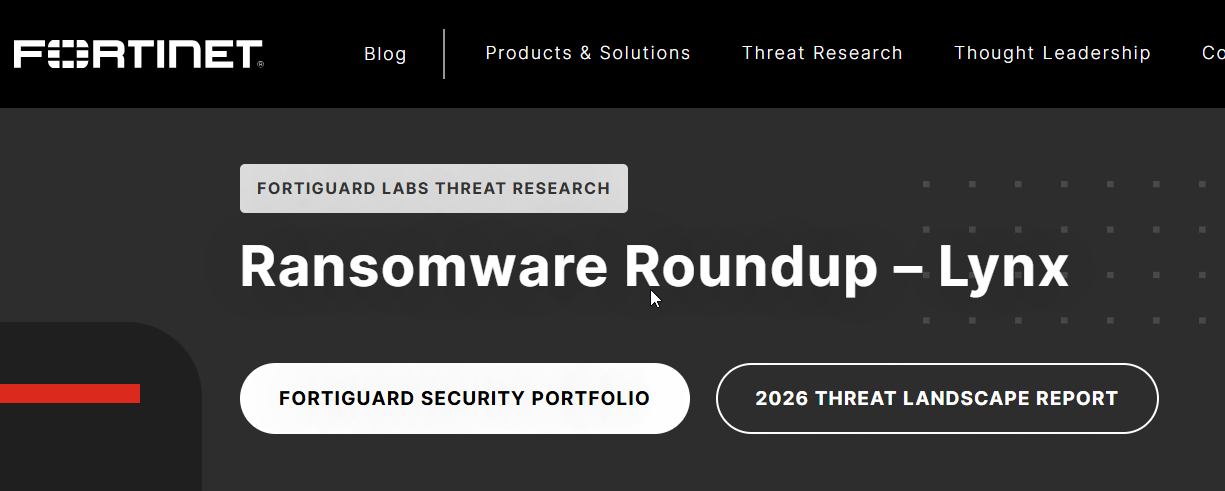 FORTINET®
Blog
Products & Solutions
Threat Research
Thought Leadership
Co
FORTIGUARD LABS THREAT RESEARCH
Ransomware Roundup – Lynx
FORTIGUARD SECURITY PORTFOLIO
2026 THREAT LANDSCAPE REPORT